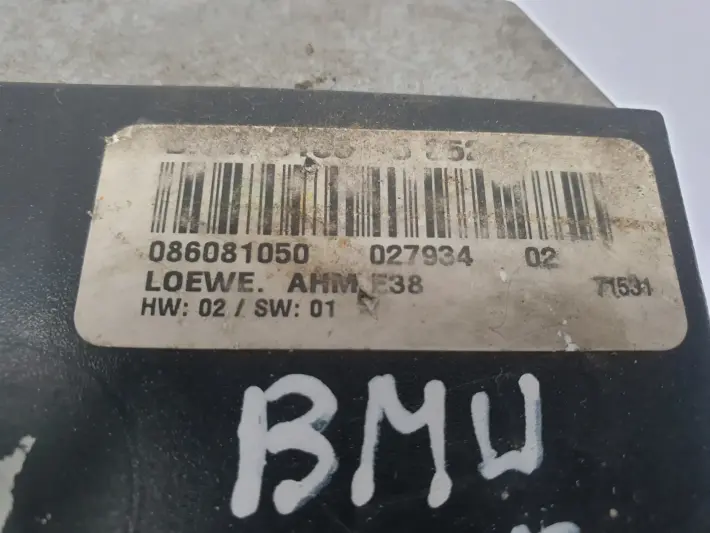 086081050 027934 02
LOEWE. AHM E38 71531
HW: 02 / SW: 01
BMW